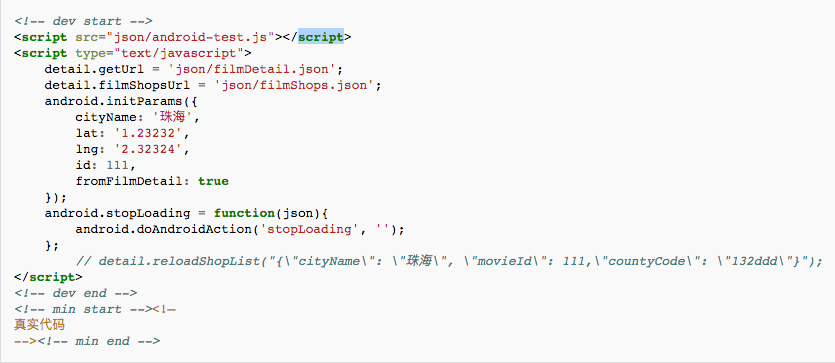 <!-- dev start -->
<script src="json/android-test.js"></script>
<script type="text/javascript">
    detail.getUrl = 'json/filmDetail.json';
    detail.filmShopsUrl = 'json/filmShops.json';
    android.initParams({
        cityName: '珠海',
        lat: '1.23232',
        lng: '2.32324',
        id: 111,
        fromFilmDetail: true
    });
    android.stopLoading = function(json){
        android.doAndroidAction('stopLoading', '');
    };
        // detail.reloadShopList("{\"cityName\": \"珠海\", \"movieId\": 111,\"countyCode\": \"132ddd\"}");
</script>
<!-- dev end -->
<!-- min start --><!—
真实代码
—><!-- min end -->